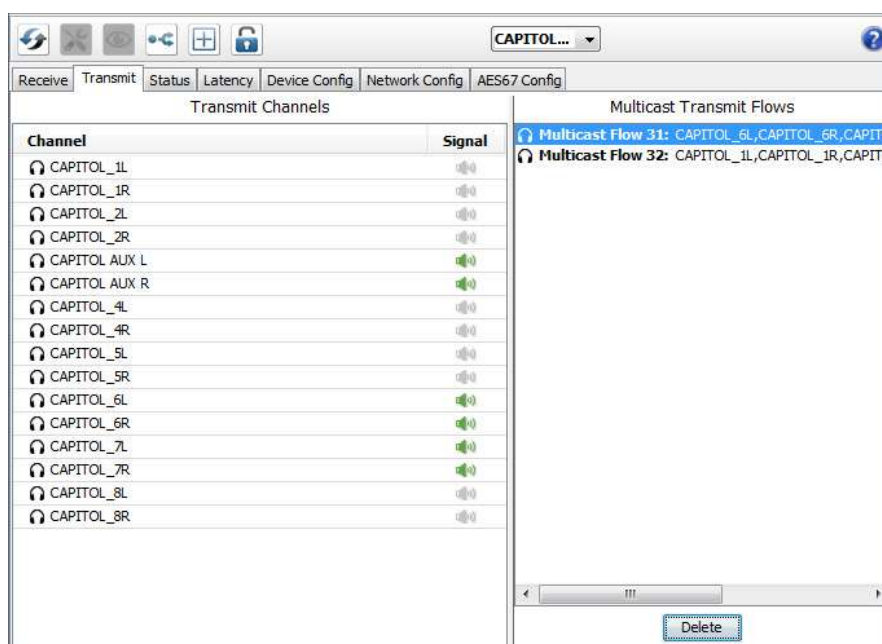 CAPITOL...
Receive Transmit Status Latency Device Config Network Config AES67 Config
Transmit Channels
Channel Signal
CAPITOL_1L
CAPITOL_1R
CAPITOL_2L
CAPITOL_2R
CAPITOL AUX L
CAPITOL AUX R
CAPITOL_4L
CAPITOL_4R
CAPITOL_5L
CAPITOL_5R
CAPITOL_6L
CAPITOL_6R
CAPITOL_7L
CAPITOL_7R
CAPITOL_8L
CAPITOL_8R
Multicast Transmit Flows
Multicast Flow 31: CAPITOL_6L,CAPITOL_6R,CAPIT
Multicast Flow 32: CAPITOL_1L,CAPITOL_1R,CAPIT
Delete